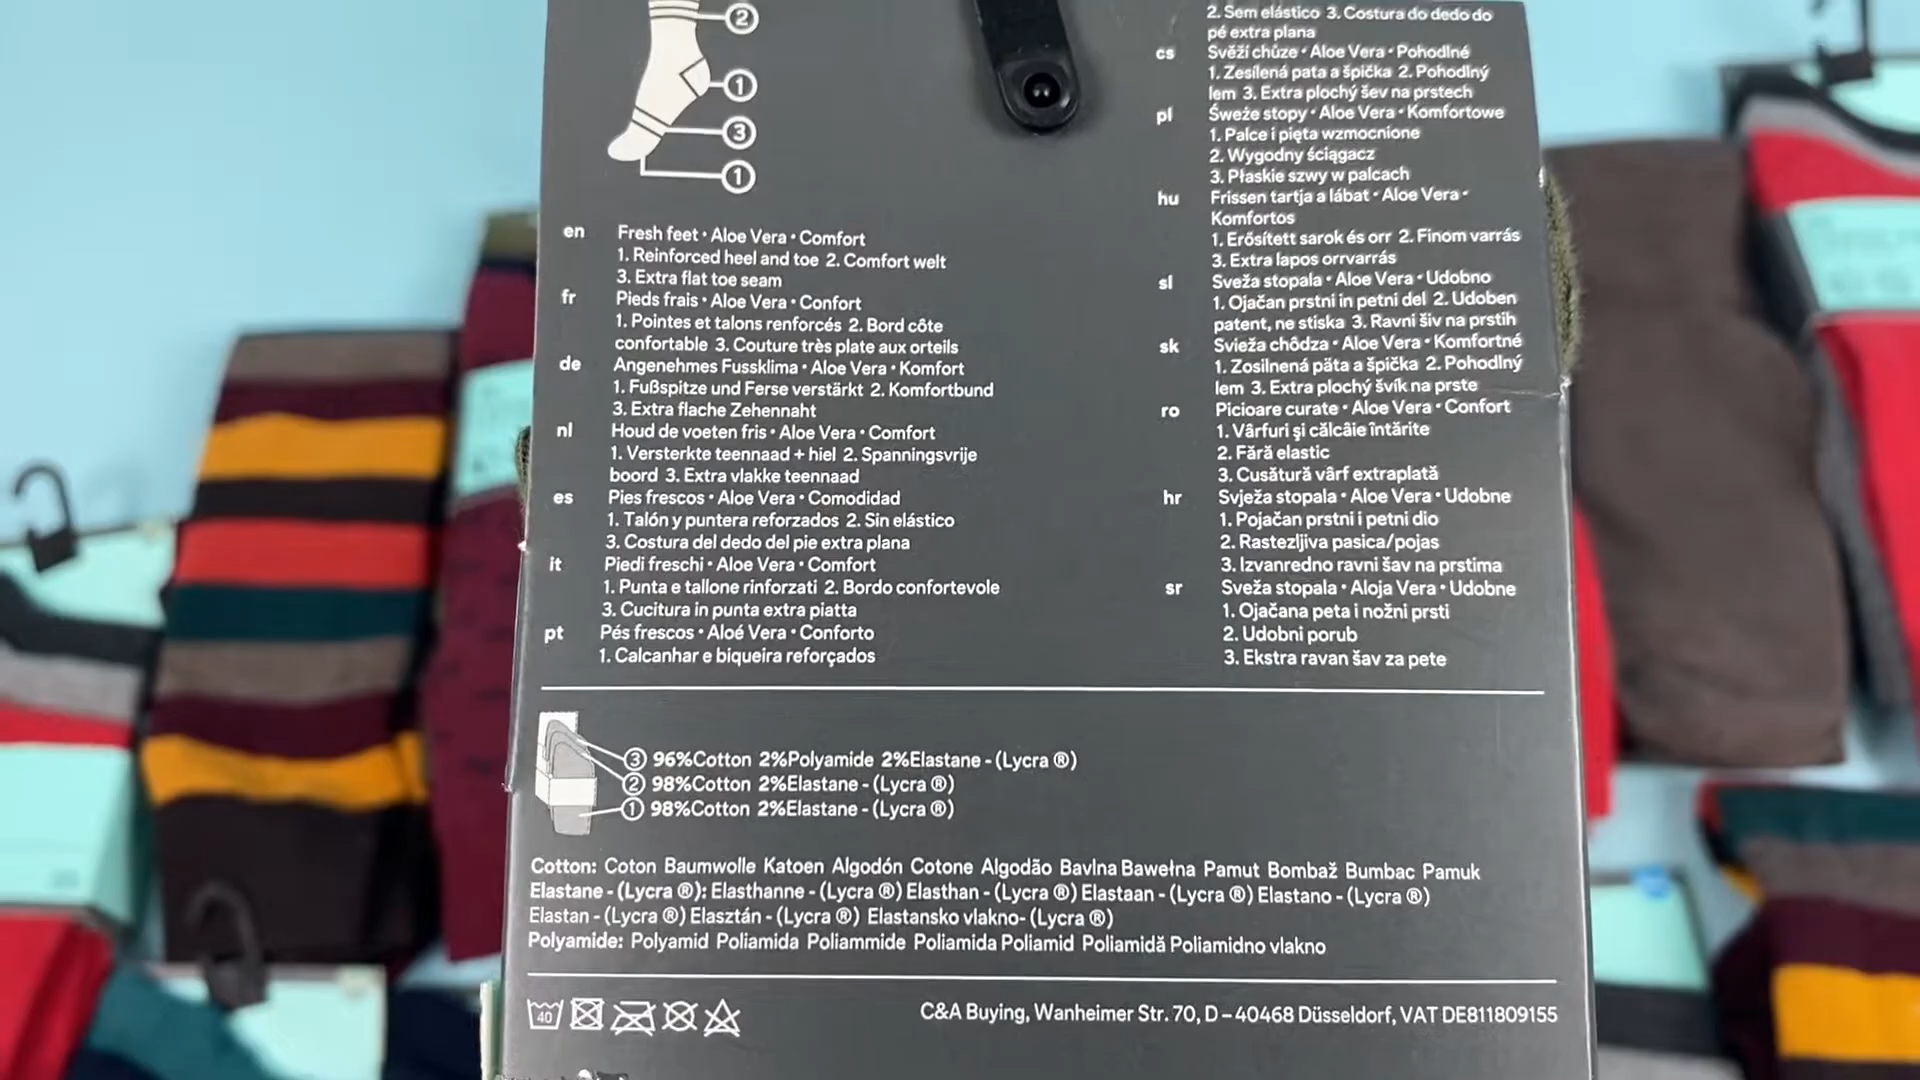 2
1
3
1
en Fresh feet • Aloe Vera • Comfort
1. Reinforced heel and toe 2. Comfort welt
3. Extra flat toe seam
fr Pieds frais • Aloe Vera • Confort
1. Pointes et talons renforcés 2. Bord côte
confortable 3. Couture très plate aux orteils
de Angenehmes Fussklima • Aloe Vera • Komfort
1. Fußspitze und Ferse verstärkt 2. Komfortbund
3. Extra flache Zehennaht
nl Houd de voeten fris • Aloe Vera • Comfort
1. Versterkte teennaad + hiel 2. Spanningsvrije
boord 3. Extra vlakke teennaad
es Pies frescos • Aloe Vera • Comodidad
1. Talón y puntera reforzados 2. Sin elástico
3. Costura del dedo del pie extra plana
it Piedi freschi • Aloe Vera • Comfort
1. Punta e tallone rinforzati 2. Bordo confortevole
3. Cucitura in punta extra piatta
pt Pés frescos • Aloé Vera • Conforto
1. Calcanhar e biqueira reforçados
2. Sem elástico 3. Costura do dedo do
pé extra plana
cs Svěží chůze • Aloe Vera • Pohodlné
1. Zesílená pata a špička 2. Pohodlný
lem 3. Extra plochý šev na prstech
pl Śweże stopy • Aloe Vera • Komfortowe
1. Palce i pięta wzmocnione
2. Wygodny ściągacz
3. Płaskie szwy w palcach
hu Frissen tartja a lábat • Aloe Vera •
Komfortos
1. Erősített sarok és orr 2. Finom varrás
3. Extra lapos orrvarrás
sl Sveža stopala • Aloe Vera • Udobno
1. Ojačan prstni in petni del 2. Udoben
patent, ne stiska 3. Ravni šiv na prstih
sk Svieža chôdza • Aloe Vera • Komfortné
1. Zosilnená päta a špička 2. Pohodlný
lem 3. Extra plochý švík na prste
ro Picioare curate • Aloe Vera • Confort
1. Vârfuri şi călcâie întărite
2. Fără elastic
3. Cusătură vârf extraplată
hr Svježa stopala • Aloe Vera • Udobne
1. Pojačan prstni i petni dio
2. Rastezljiva pasica/pojas
3. Izvanredno ravni šav na prstima
sr Sveža stopala • Aloja Vera • Udobne
1. Ojačana peta i nožni prsti
2. Udobni porub
3. Ekstra ravan šav za pete
3 96%Cotton 2%Polyamide 2%Elastane - (Lycra ®)
2 98%Cotton 2%Elastane - (Lycra ®)
1 98%Cotton 2%Elastane - (Lycra ®)
Cotton: Coton Baumwolle Katoen Algodón Cotone Algodão Bavlna Bawełna Pamut Bombaž Bumbac Pamuk
Elastane - (Lycra ®): Elasthanne - (Lycra ®) Elasthan - (Lycra ®) Elastaan - (Lycra ®) Elastano - (Lycra ®)
Elastan - (Lycra ®) Elasztán - (Lycra ®) Elastansko vlakno- (Lycra ®)
Polyamide: Polyamid Poliamida Poliammide Poliamida Poliamid Poliamidă Poliamidno vlakno
40
C&A Buying, Wanheimer Str. 70, D – 40468 Düsseldorf, VAT DE811809155